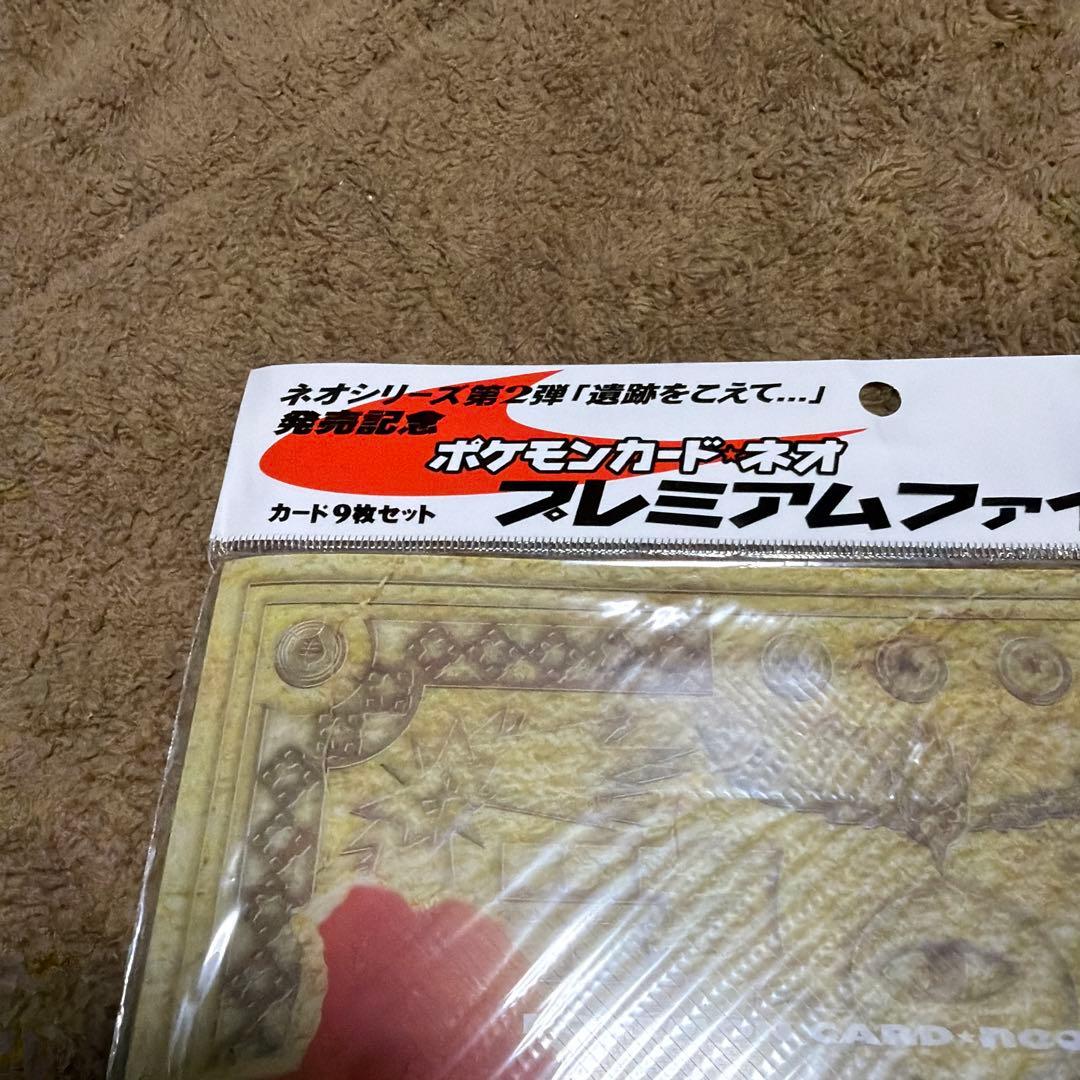 ネオシリーズ第2弾「遺跡をこえて…」
発売記念
ポケモンカード★ネオ
カード9枚セット
プレミアムファイ
CARD★neo